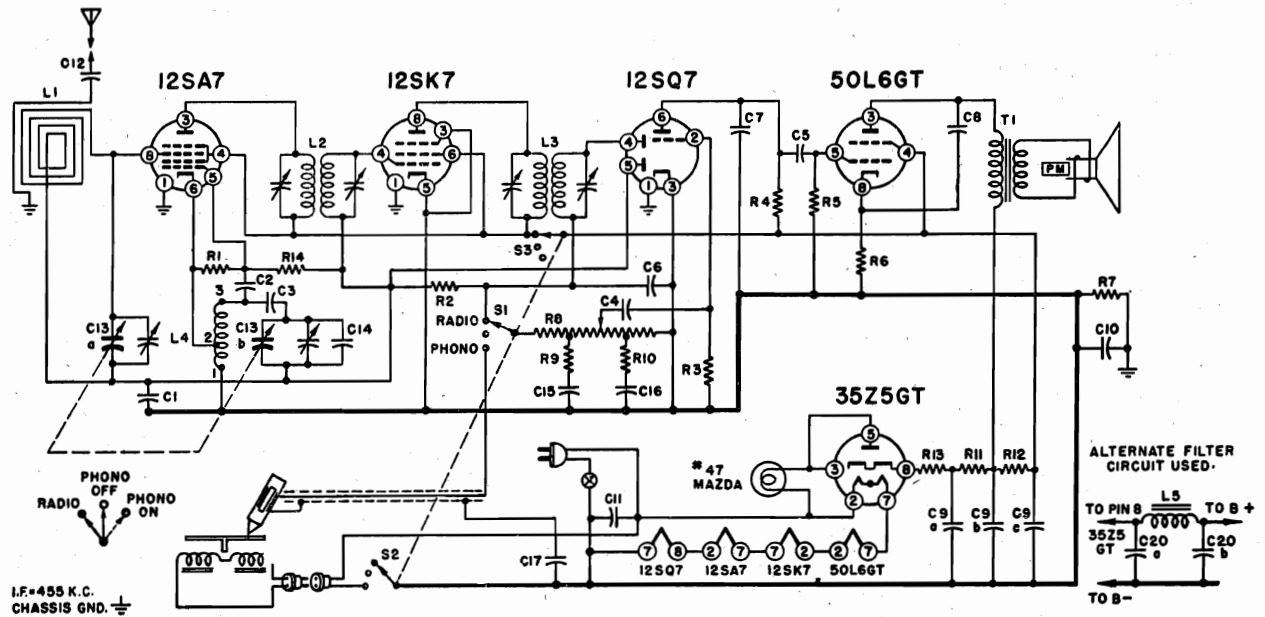 12SA7
12SK7
12SQ7
50L6GT
C12
L1
3
8
4
1
6
5
8
3
4
6
1
5
6
4
2
5
1
3
3
5
4
8
L2
L3
C7
C5
C8
T1
PM
R4
R5
R6
S3
R1
R14
C2
C3
R2
C6
C4
R7
C10
3
2
1
L4
C13
a
C13
b
C14
RADIO
PHONO
S1
R8
R9
R10
R3
C1
C15
C16
35Z5GT
5
3
8
2
7
#47
MAZDA
R13
R11
R12
C9
a
C9
b
C9
c
C11
C17
S2
7
8
2
7
2
7
2
7
12SQ7
12SA7
12SK7
50L6GT
PHONO
OFF
RADIO
PHONO
ON
I.F.=455 K.C.
CHASSIS GND.
ALTERNATE FILTER
CIRCUIT USED.
L5
TO PIN 8
TO B +
35Z5
GT
C20
a
C20
b
TO B-